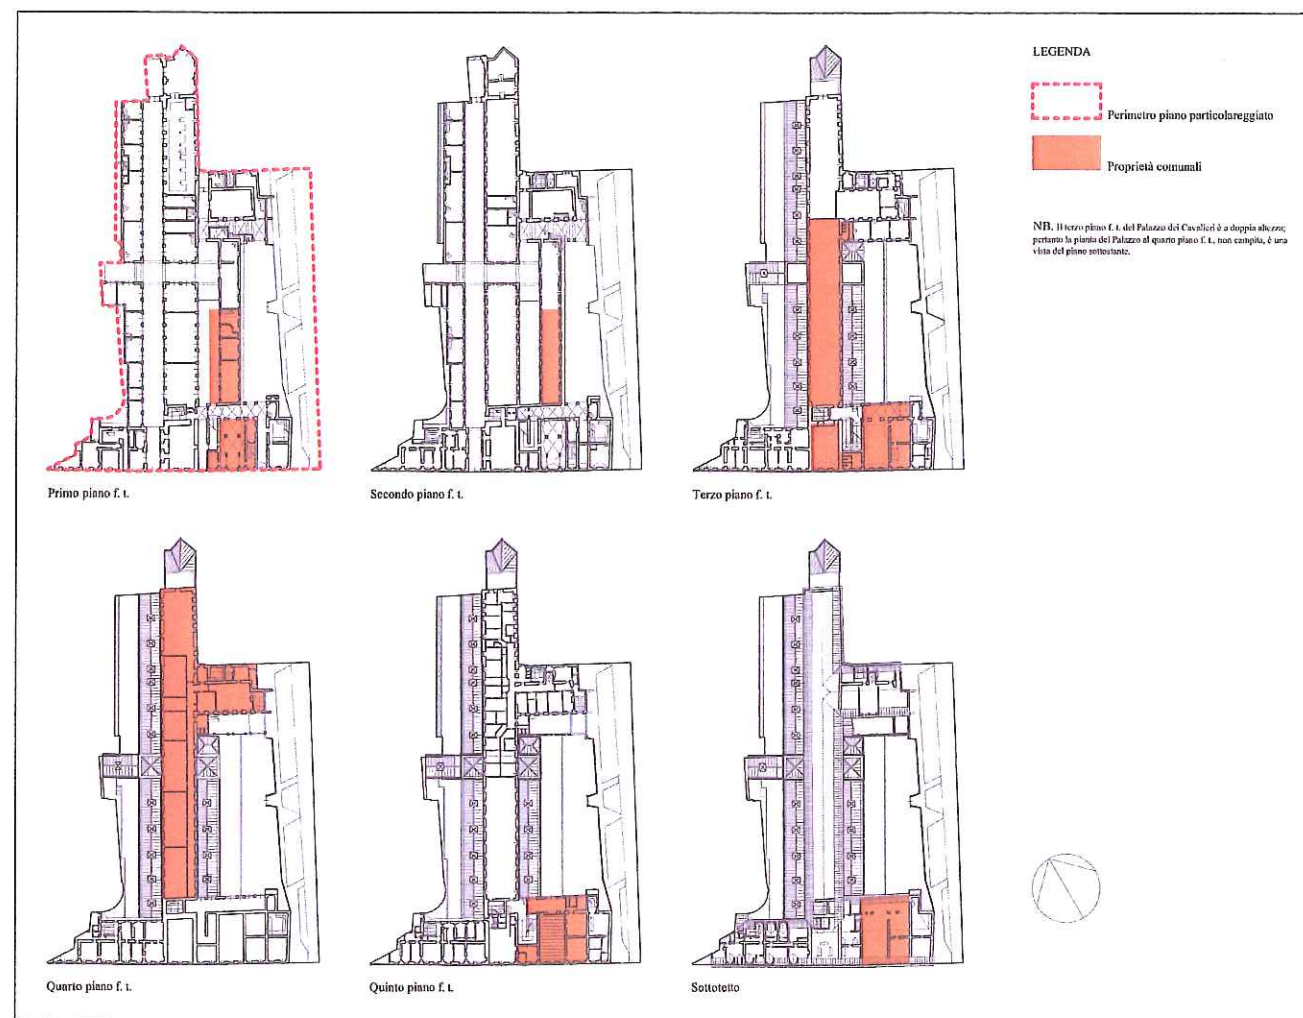 LEGENDA
Perimetro piano particolareggiato
Proprietà comunali
NB. Il terzo piano f. t. del Palazzo dei Cavalieri è a doppia altezza;
pertanto la pianta del Palazzo al quarto piano f. t., non campita, è una
vista del piano sottostante.
Primo piano f. t.
Secondo piano f. t.
Terzo piano f. t.
Quarto piano f. t.
Quinto piano f. t.
Sottotetto